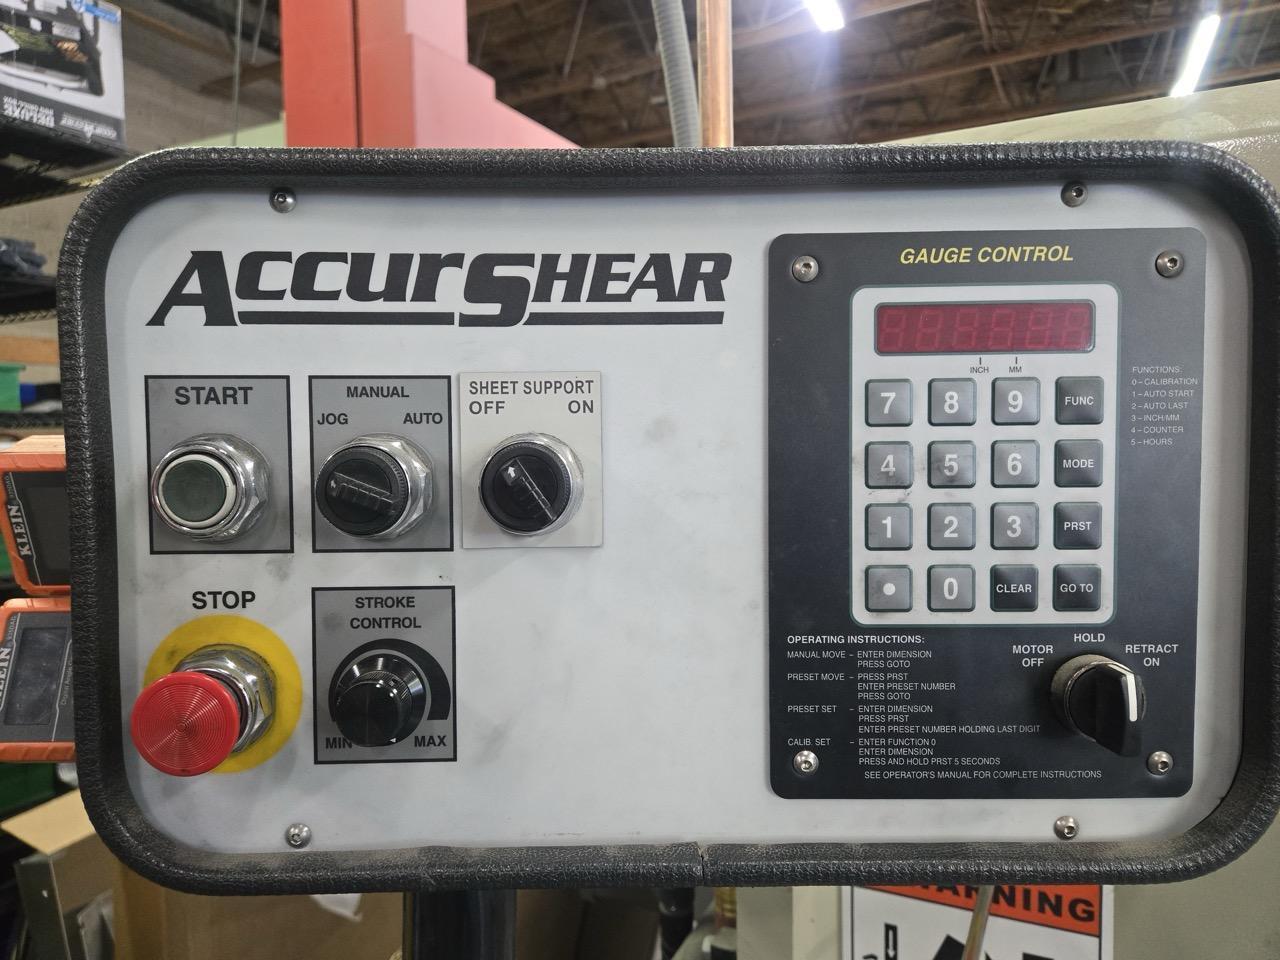 ACCURSHEAR
START
MANUAL
JOG AUTO
SHEET SUPPORT
OFF ON
STOP
STROKE
CONTROL
MIN MAX
GAUGE CONTROL
INCH MM
7 8 9 FUNC
4 5 6 MODE
1 2 3 PRST
• 0 CLEAR GO TO
FUNCTIONS:
0 – CALIBRATION
1 – AUTO START
2 – AUTO LAST
3 – INCH/MM
4 – COUNTER
5 – HOURS
OPERATING INSTRUCTIONS:
MANUAL MOVE – ENTER DIMENSION
PRESS GOTO
PRESET MOVE – PRESS PRST
ENTER PRESET NUMBER
PRESS GOTO
PRESET SET – ENTER DIMENSION
PRESS PRST
ENTER PRESET NUMBER HOLDING LAST DIGIT
CALIB. SET – ENTER FUNCTION 0
ENTER DIMENSION
PRESS AND HOLD PRST 5 SECONDS
SEE OPERATOR'S MANUAL FOR COMPLETE INSTRUCTIONS
HOLD
MOTOR
OFF
RETRACT
ON
KLEIN
KLEIN
WARNING
DELUXE